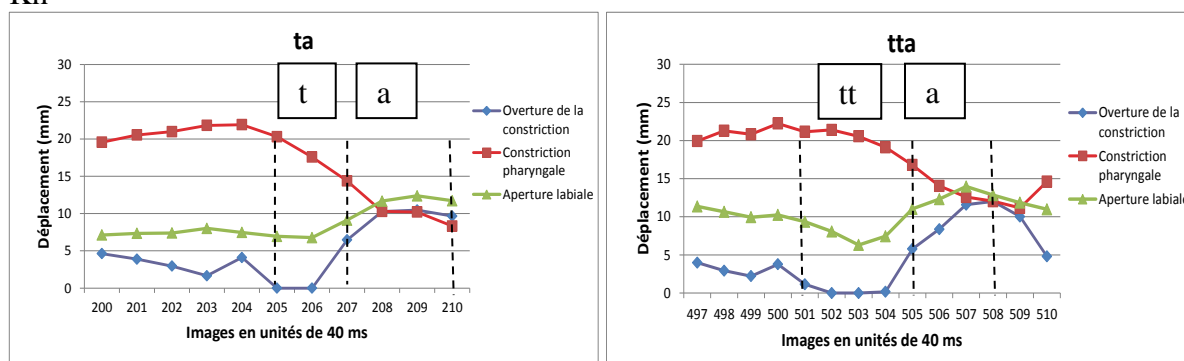 ta
30
25
20
15
10
5
0
Déplacement (mm)
t
a
200 201 202 203 204 205 206 207 208 209 210
Images en unités de 40 ms
Overture de la
constriction
Constriction
pharyngale
Aperture labiale
tta
30
25
20
15
10
5
0
Déplacement (mm)
tt
a
497 498 499 500 501 502 503 504 505 506 507 508 509 510
Images en unités de 40 ms
Overture de la
constriction
Constriction
pharyngale
Aperture labiale